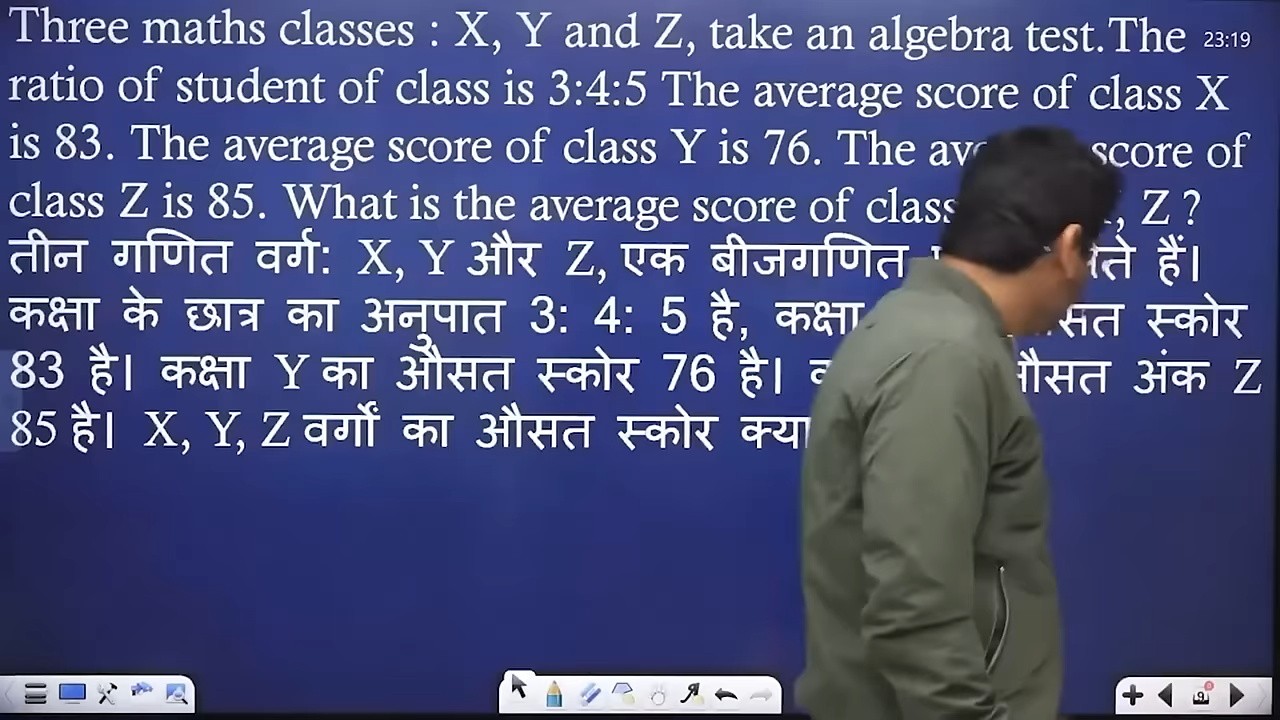 Three maths classes : X, Y and Z, take an algebra test.The
23:19
ratio of student of class is 3:4:5 The average score of class X
is 83. The average score of class Y is 76. The score of
class Z is 85. What is the average score of class Z ?
तीन गणित वर्ग: X, Y और Z, एक बीजगणित हैं।
कक्षा के छात्र का अनुपात 3: 4: 5 है, कक्षा स्कोर
83 है। कक्षा Y का औसत स्कोर 76 है। औसत अंक Z
85 है। X, Y, Z वर्गों का औसत स्कोर क्या